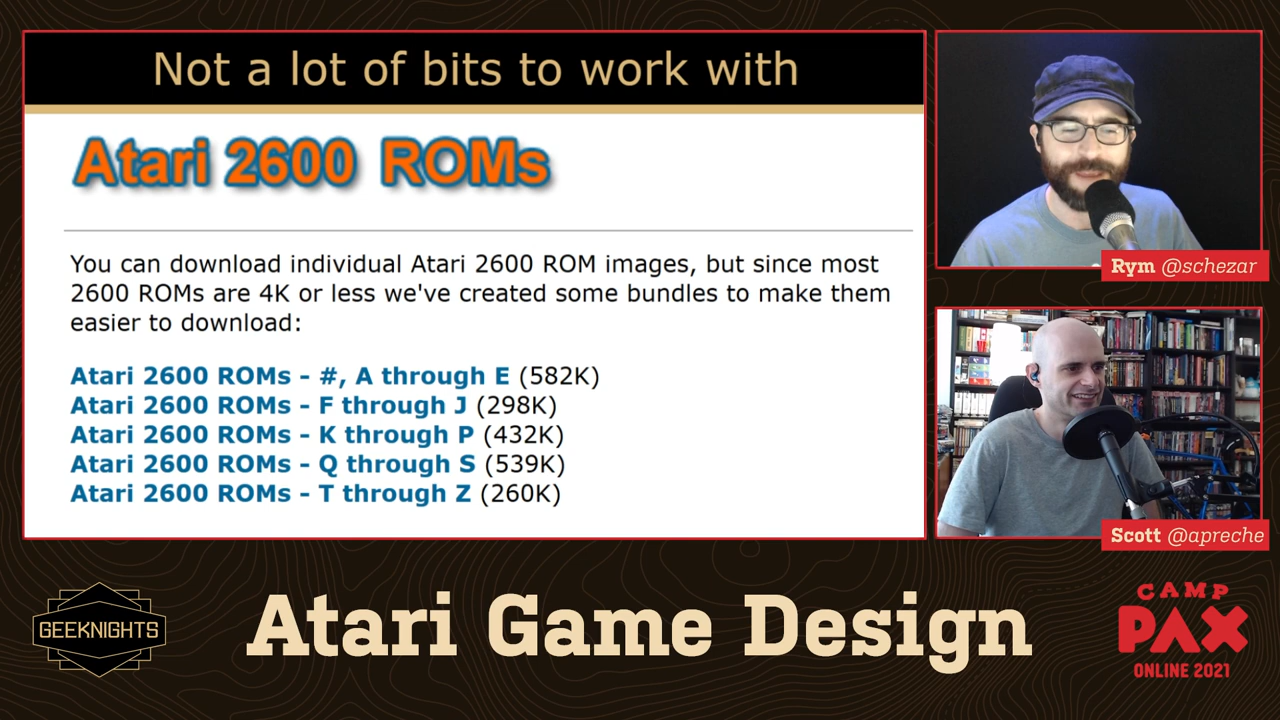 Not a lot of bits to work with
Atari 2600 ROMs
You can download individual Atari 2600 ROM images, but since most
2600 ROMs are 4K or less we've created some bundles to make them
easier to download:
Atari 2600 ROMs - #, A through E (582K)
Atari 2600 ROMs - F through J (298K)
Atari 2600 ROMs - K through P (432K)
Atari 2600 ROMs - Q through S (539K)
Atari 2600 ROMs - T through Z (260K)
Rym @schezar
Scott @apreche
GEEKNIGHTS
Atari Game Design
CAMP
PAX
ONLINE 2021